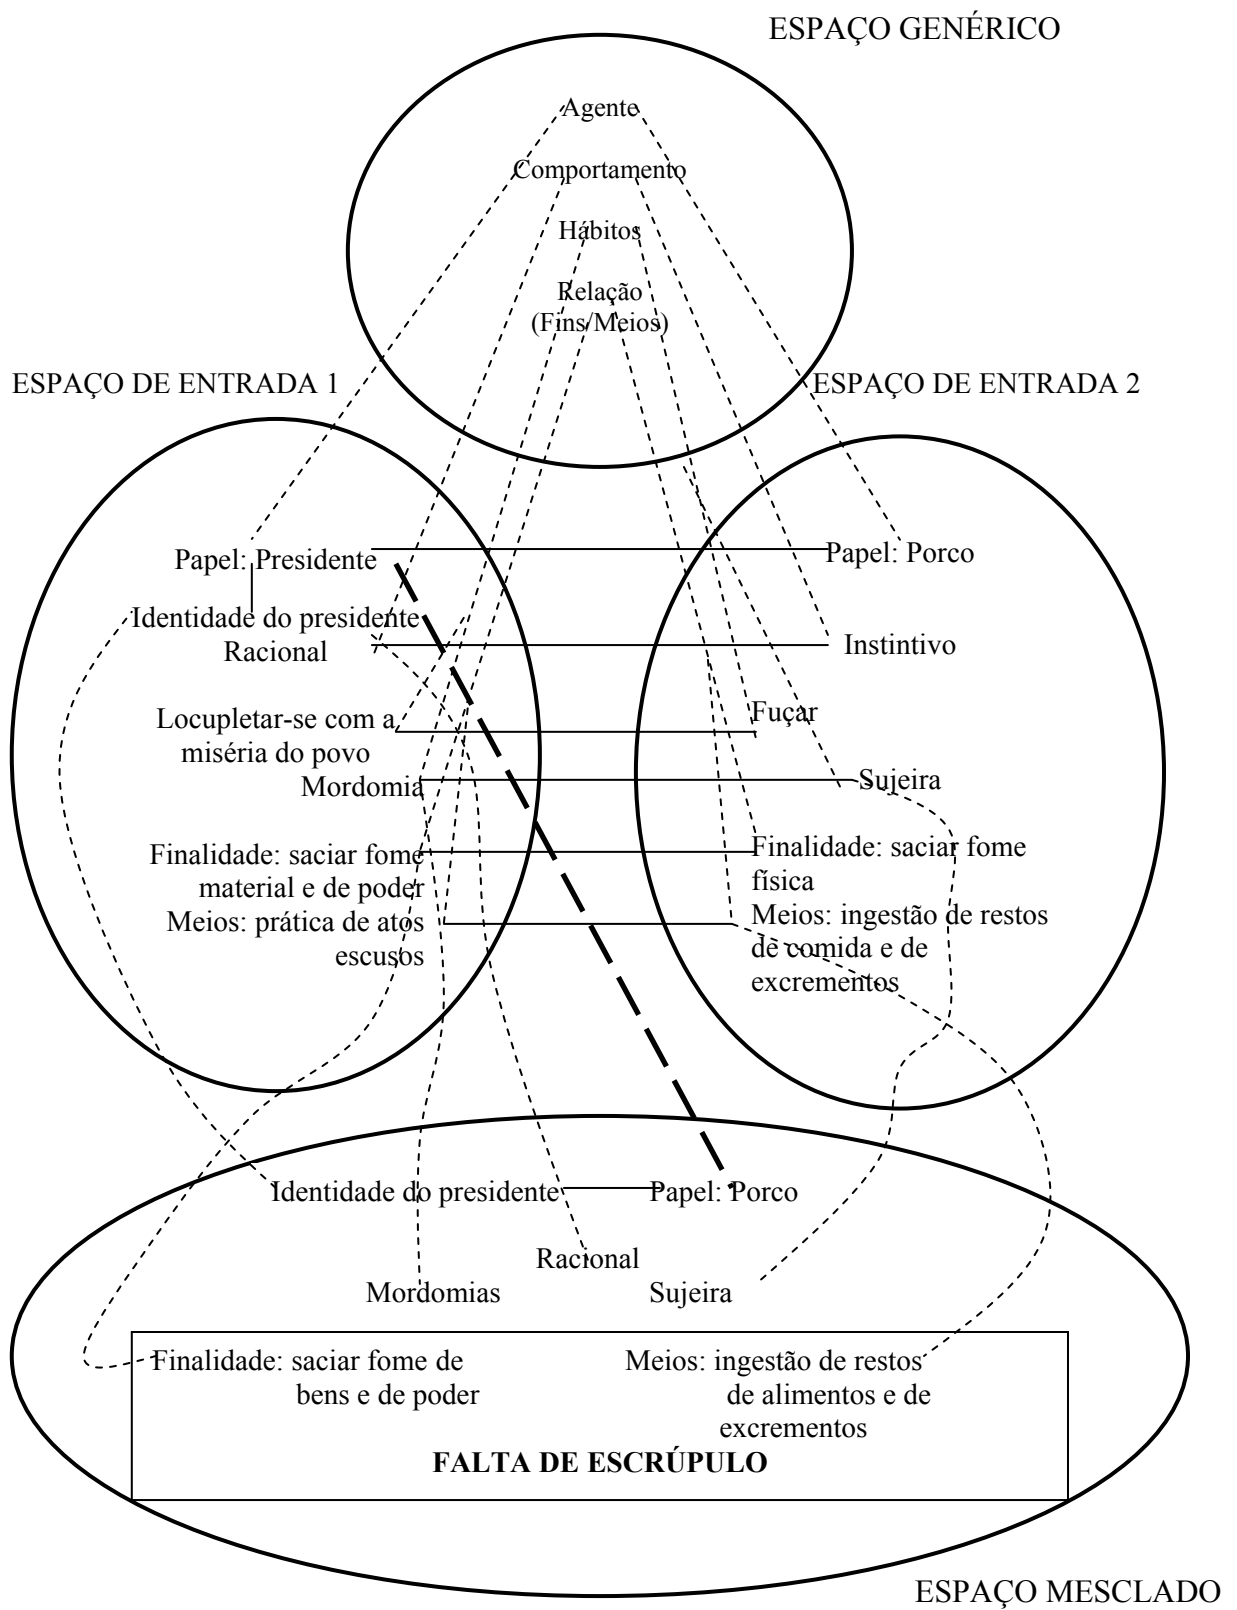 ESPAÇO GENÉRICO
Agente
Comportamento
Hábitos
Relação
(Fins/Meios)
ESPAÇO DE ENTRADA 1
ESPAÇO DE ENTRADA 2
Papel: Presidente
Identidade do presidente
Racional
Locupletar-se com a
miséria do povo
Mordomia
Finalidade: saciar fome
material e de poder
Meios: prática de atos
escusos
Papel: Porco
Instintivo
Fuçar
Sujeira
Finalidade: saciar fome
física
Meios: ingestão de restos
de comida e de
excrementos
Identidade do presidente
Papel: Porco
Racional
Mordomias
Sujeira
Finalidade: saciar fome de
bens e de poder
Meios: ingestão de restos
de alimentos e de
excrementos
FALTA DE ESCRÚPULO
ESPAÇO MESCLADO